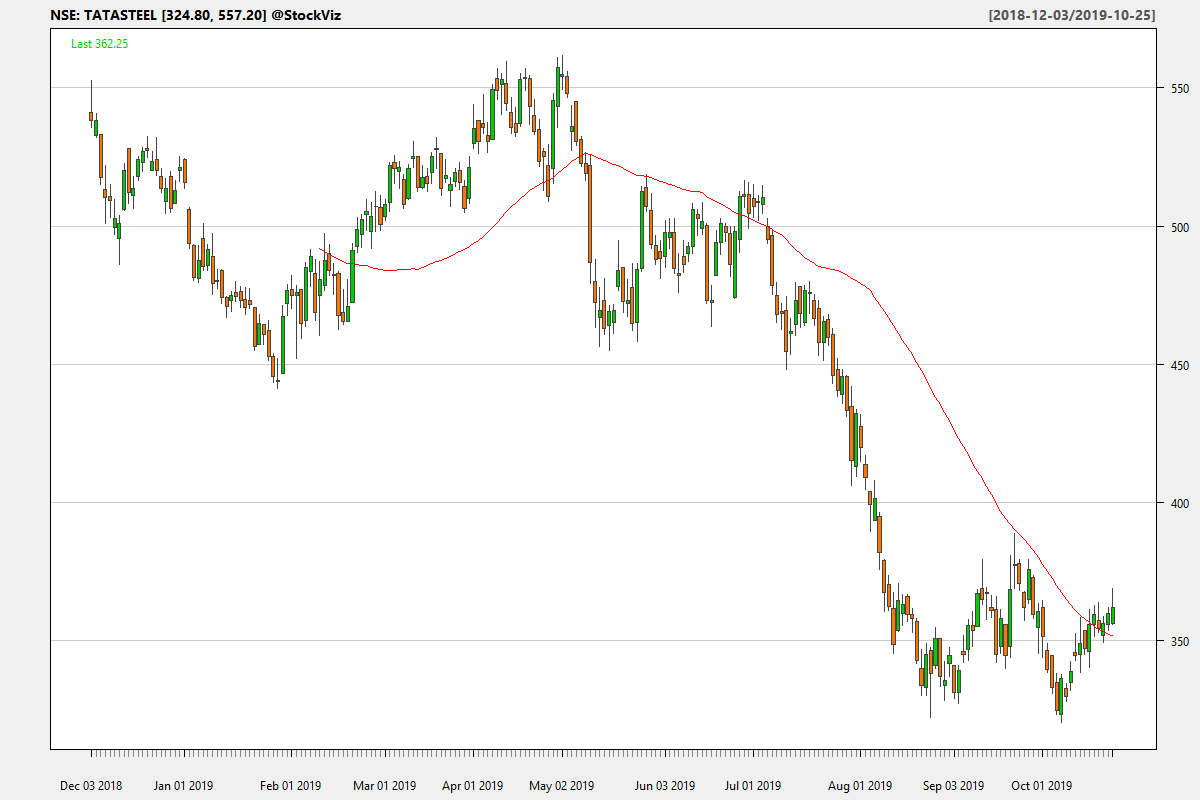 NSE: TATASTEEL [324.80, 557.20] @StockViz
[2018-12-03/2019-10-25]
Last 362.25
550
500
450
400
350
Dec 03 2018 Jan 01 2019 Feb 01 2019 Mar 01 2019 Apr 01 2019 May 02 2019 Jun 03 2019 Jul 01 2019 Aug 01 2019 Sep 03 2019 Oct 01 2019